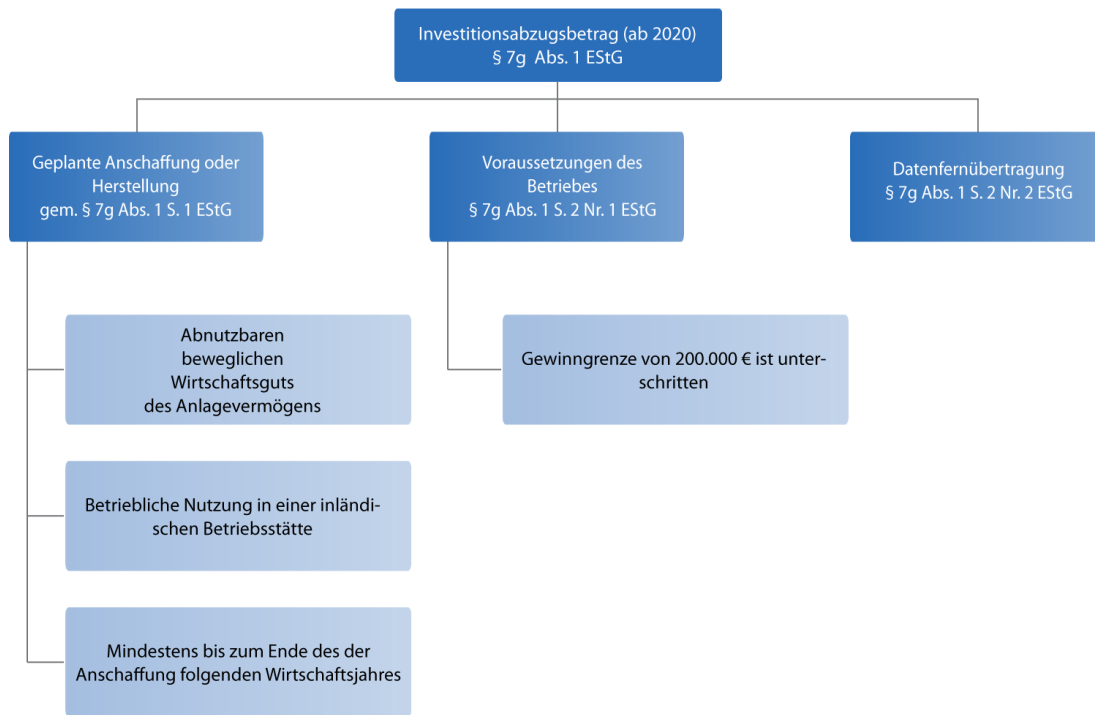 Investitionsabzugsbetrag (ab 2020)
§ 7g Abs. 1 EStG
Geplante Anschaffung oder
Herstellung
gem. § 7g Abs. 1 S. 1 EStG
Voraussetzungen des
Betriebes
§ 7g Abs. 1 S. 2 Nr. 1 EStG
Datenfernübertragung
§ 7g Abs. 1 S. 2 Nr. 2 EStG
Abnutzbaren
beweglichen
Wirtschaftsguts
des Anlagevermögens
Gewinngrenze von 200.000 € ist unter-
schritten
Betriebliche Nutzung in einer inländi-
schen Betriebsstätte
Mindestens bis zum Ende des der
Anschaffung folgenden Wirtschaftsjahres